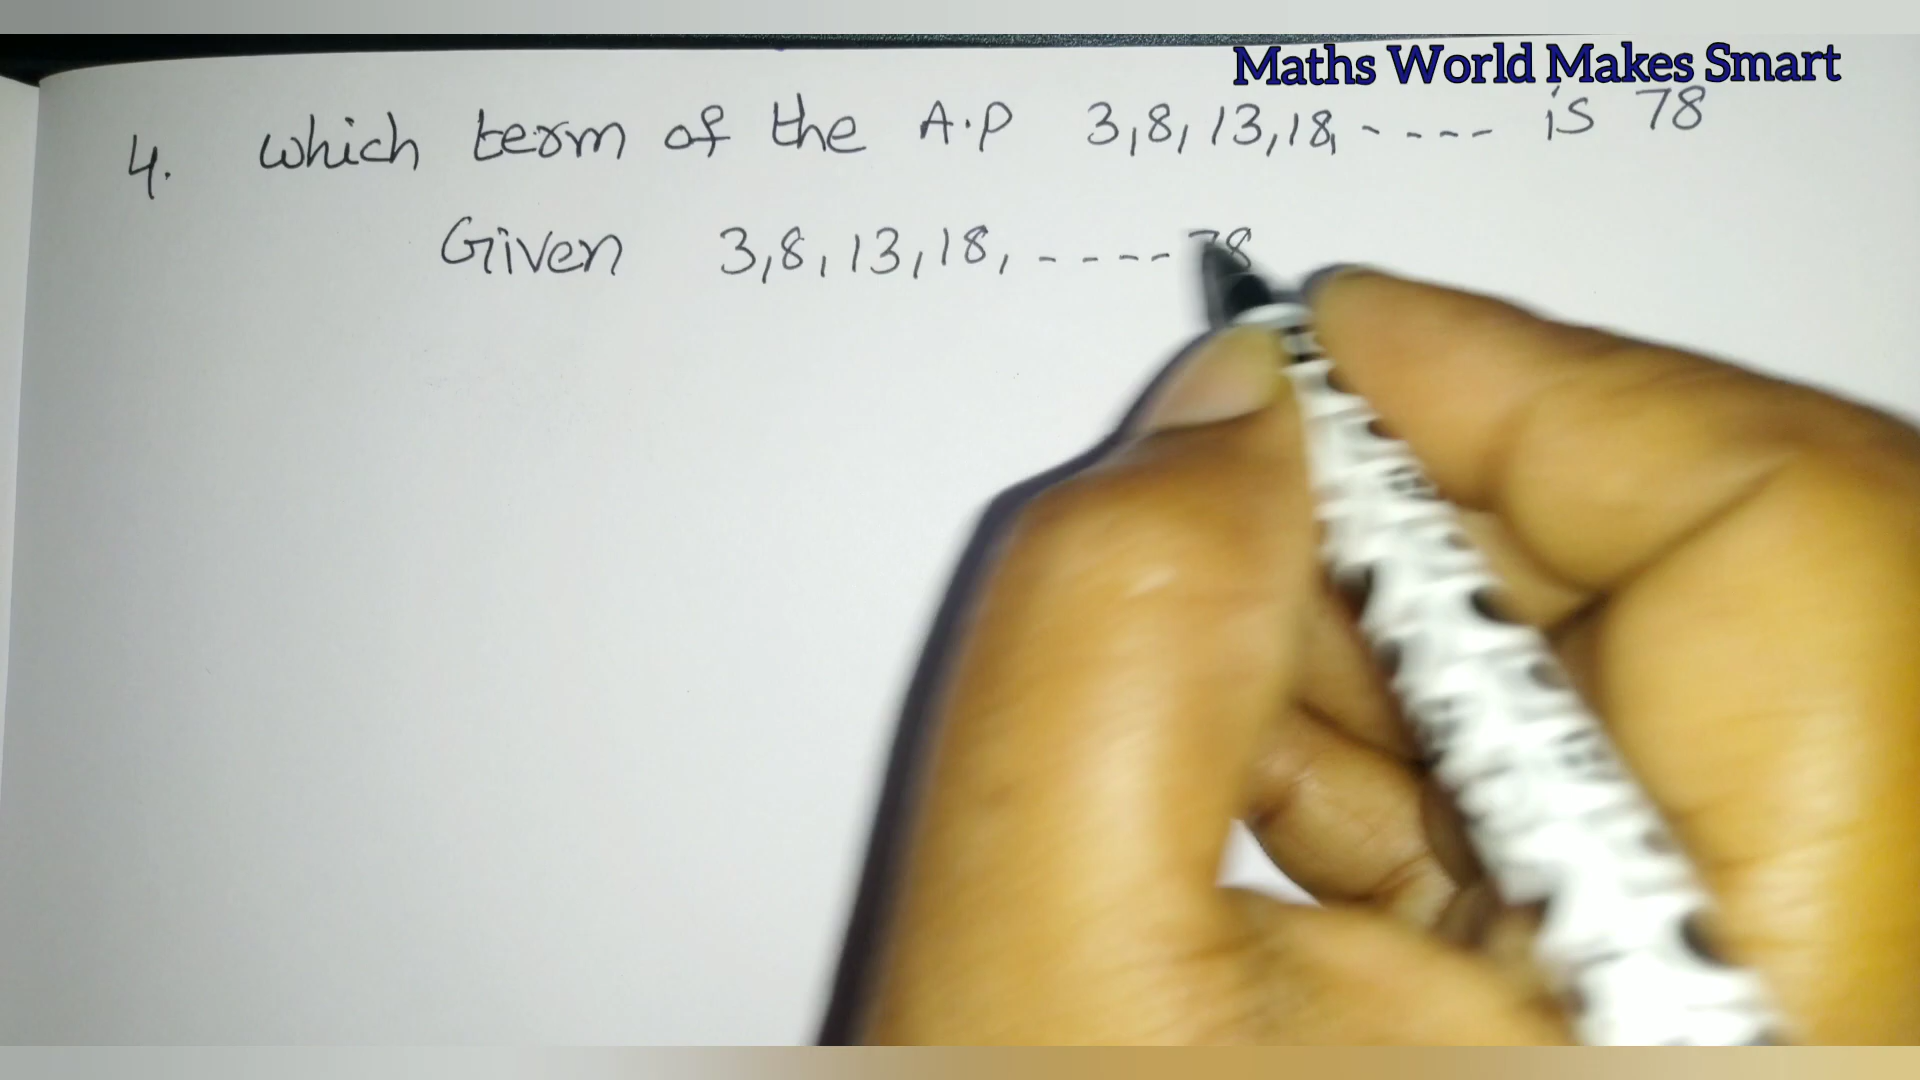 Maths World Makes Smart
4. which term of the A.P 3,8,13,18, ---- is 78
Given 3,8,13,18, ---- 78